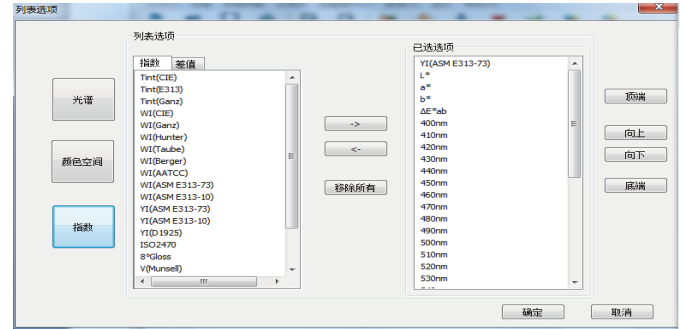 列表选项
列表选项
已选选项
指数 差值
Tint(CIE)
Tint(E313)
Tint(Ganz)
WI(CIE)
WI(Ganz)
WI(Hunter)
WI(Taube)
WI(Berger)
WI(AATCC)
WI(ASM E313-73)
WI(ASM E313-10)
YI(ASM E313-73)
YI(ASM E313-10)
YI(D1925)
ISO2470
8°Gloss
V(Munsell)
光谱
颜色空间
指数
->
<-
移除所有
YI(ASM E313-73)
L*
a*
b*
ΔE*ab
400nm
410nm
420nm
430nm
440nm
450nm
460nm
470nm
480nm
490nm
500nm
510nm
520nm
530nm
顶端
向上
向下
底端
确定
取消